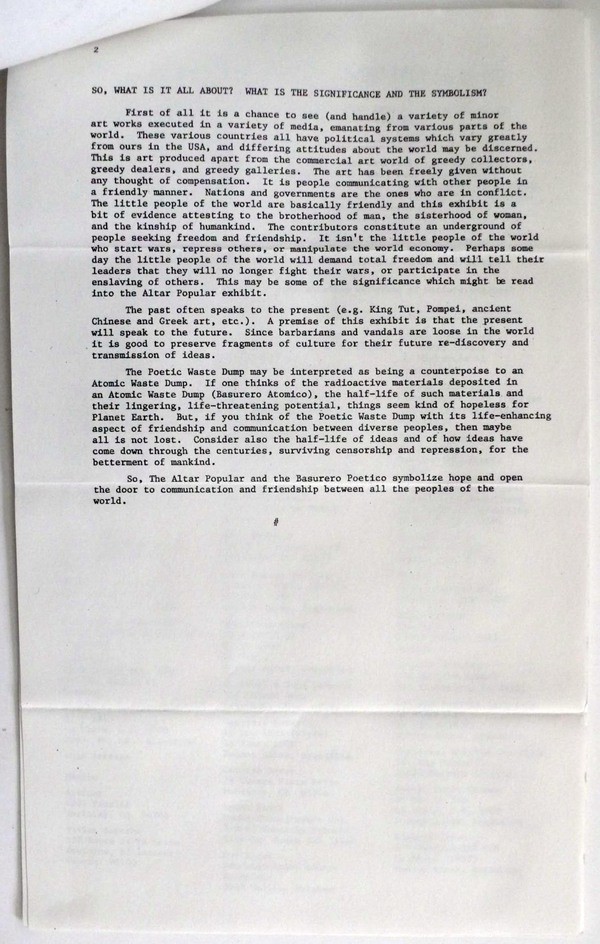 2
SO, WHAT IS IT ALL ABOUT? WHAT IS THE SIGNIFICANCE AND THE SYMBOLISM?
First of all it is a chance to see (and handle) a variety of minor
art works executed in a variety of media, emanating from various parts of the
world. These various countries all have political systems which vary greatly
from ours in the USA, and differing attitudes about the world may be discerned.
This is art produced apart from the commercial art world of greedy collectors,
greedy dealers, and greedy galleries. The art has been freely given without
any thought of compensation. It is people communicating with other people in
a friendly manner. Nations and governments are the ones who are in conflict.
The little people of the world are basically friendly and this exhibit is a
bit of evidence attesting to the brotherhood of man, the sisterhood of woman,
and the kinship of humankind. The contributors constitute an underground of
people seeking freedom and friendship. It isn't the little people of the world
who start wars, repress others, or manipulate the world economy. Perhaps some
day the little people of the world will demand total freedom and will tell their
leaders that they will no longer fight their wars, or participate in the
enslaving of others. This may be some of the significance which might be read
into the Altar Popular exhibit.
The past often speaks to the present (e.g. King Tut, Pompei, ancient
Chinese and Greek art, etc.). A premise of this exhibit is that the present
will speak to the future. Since barbarians and vandals are loose in the world
it is good to preserve fragments of culture for their future re-discovery and
transmission of ideas.
The Poetic Waste Dump may be interpreted as being a counterpoise to an
Atomic Waste Dump. If one thinks of the radioactive materials deposited in
an Atomic Waste Dump (Basurero Atomico), the half-life of such materials and
their lingering, life-threatening potential, things seem kind of hopeless for
Planet Earth. But, if you think of the Poetic Waste Dump with its life-enhancing
aspect of friendship and communication between diverse peoples, then maybe
all is not lost. Consider also the half-life of ideas and of how ideas have
come down through the centuries, surviving censorship and repression, for the
betterment of mankind.
So, The Altar Popular and the Basurero Poetico symbolize hope and open
the door to communication and friendship between all the peoples of the
world.
#